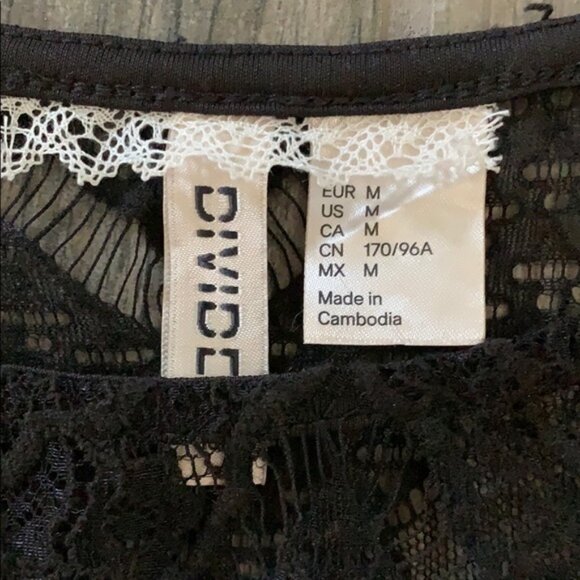 DIVIDE
EUR M
US M
CA M
CN 170/96A
MX M
Made in
Cambodia